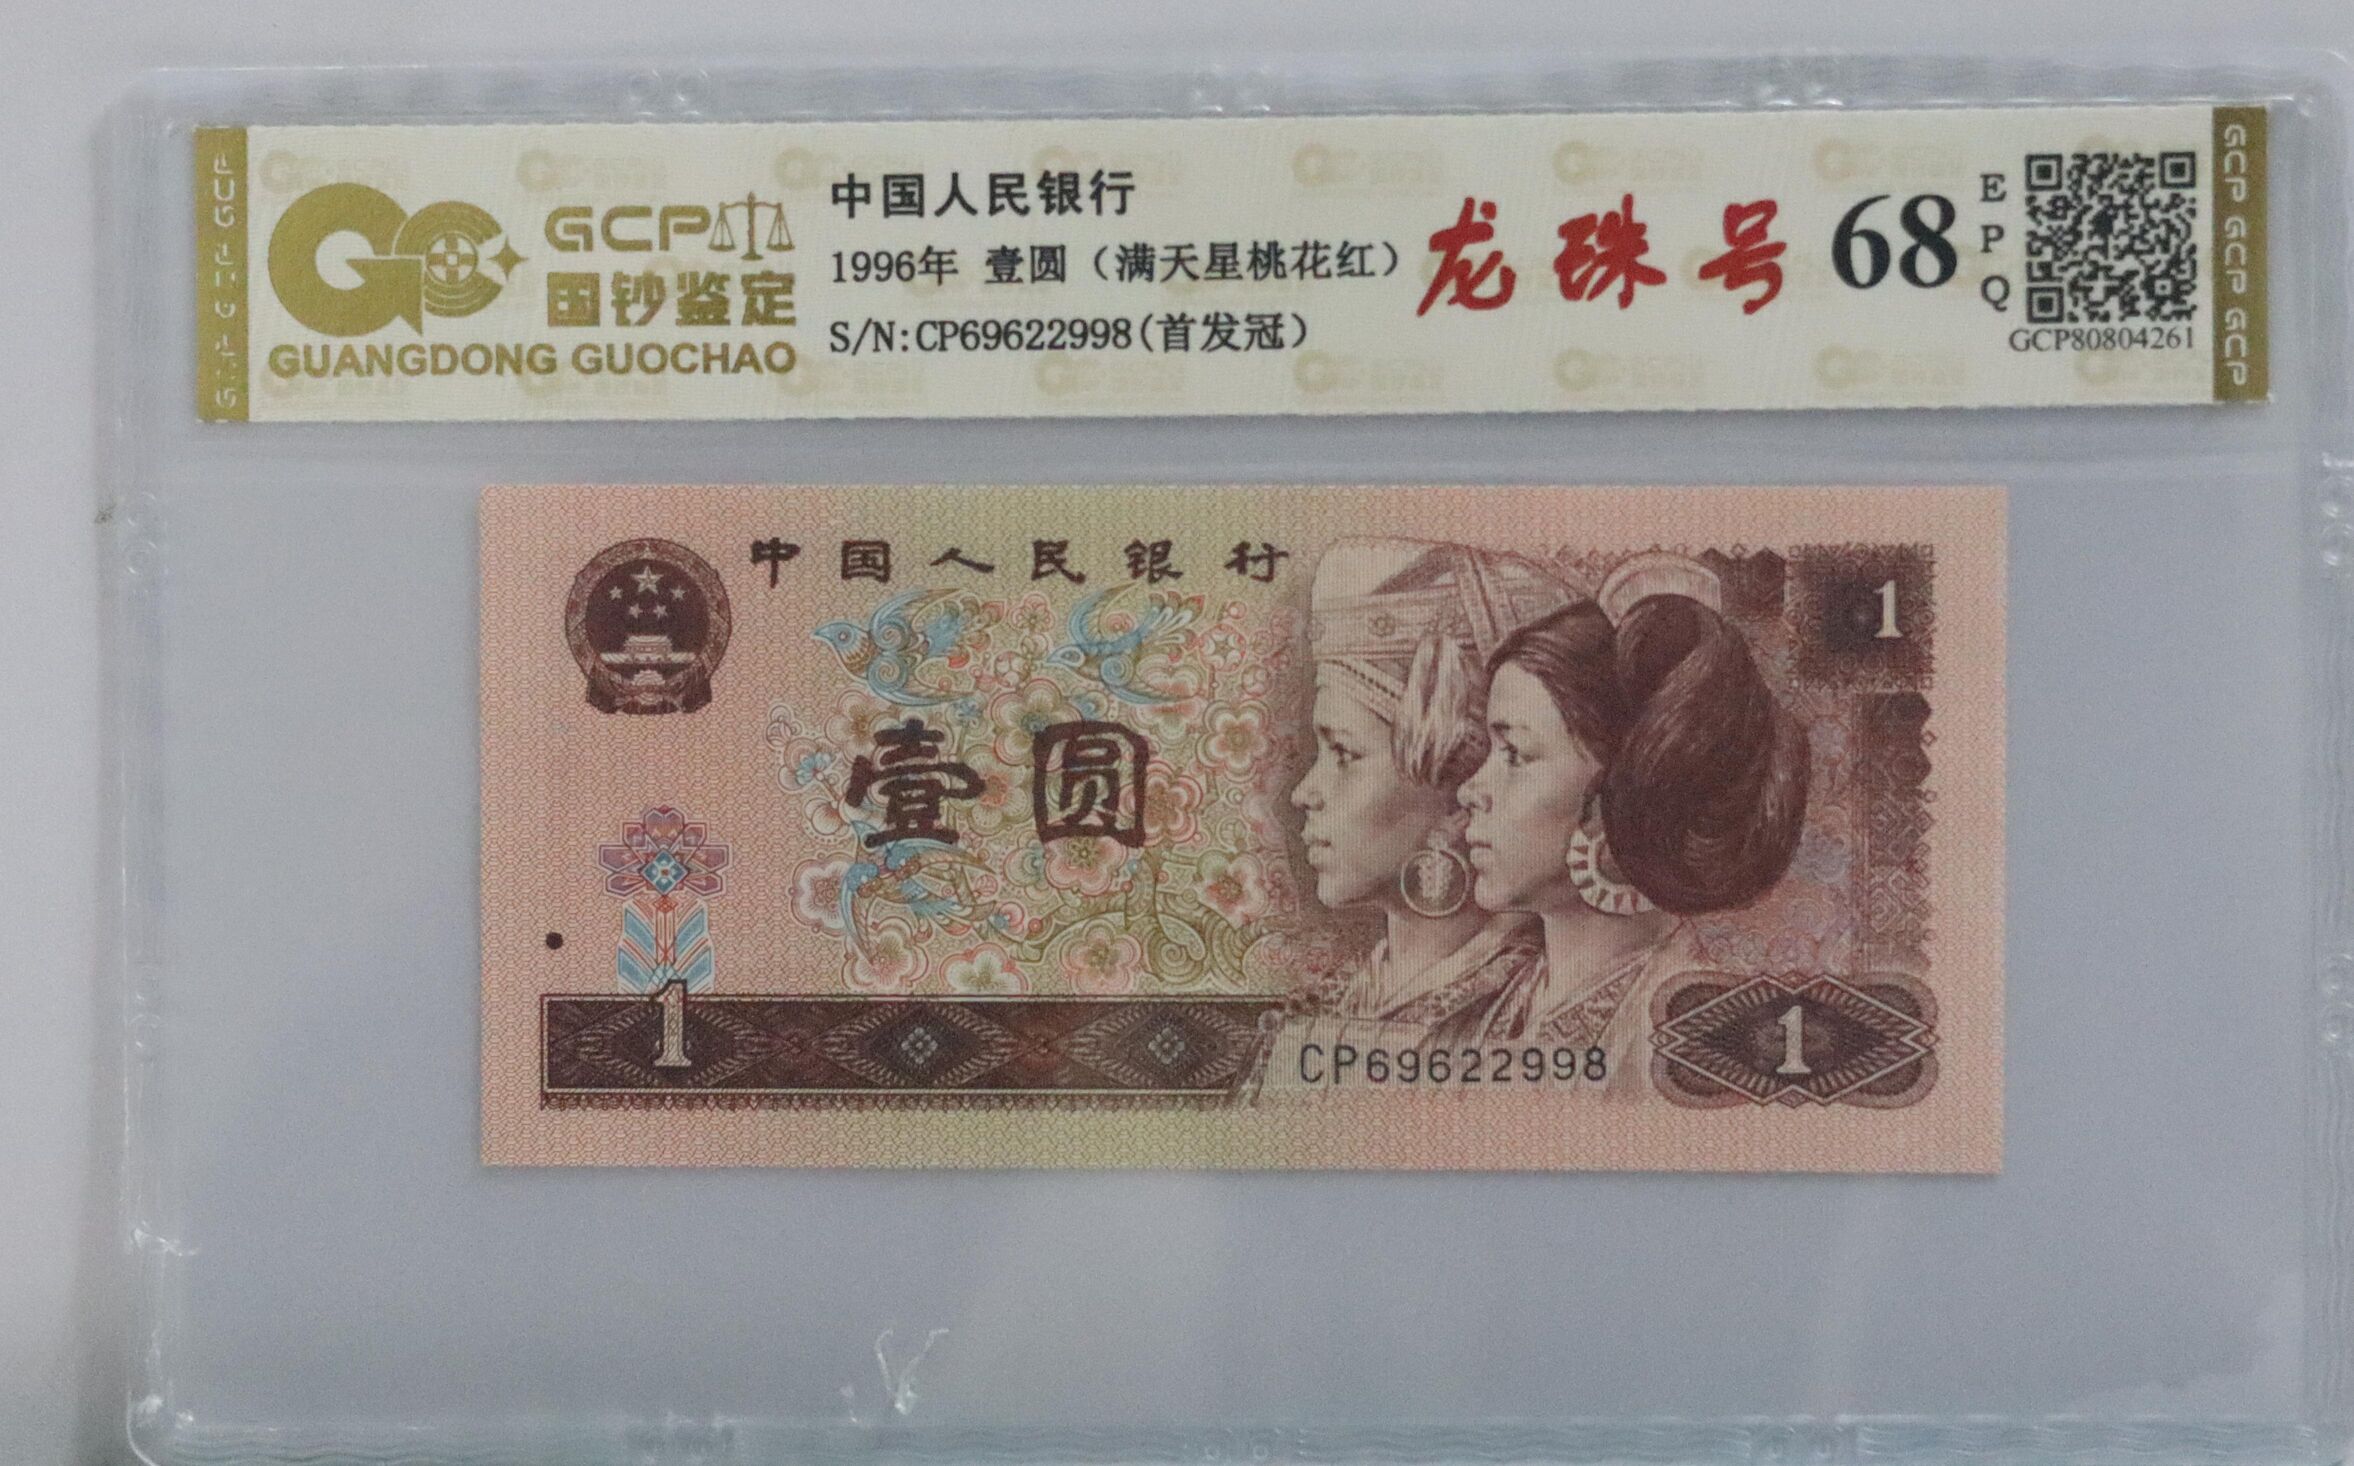 GCP
国钞鉴定
GUANGDONG GUOCHAO
中国人民银行
1996年 壹圆（满天星桃花红）
S/N:CP69622998(首发冠)
龙珠号
68
EPQ
GCP80804261
GCP GCP GCP
中国人民银行
1
壹圆
1
1
CP69622998